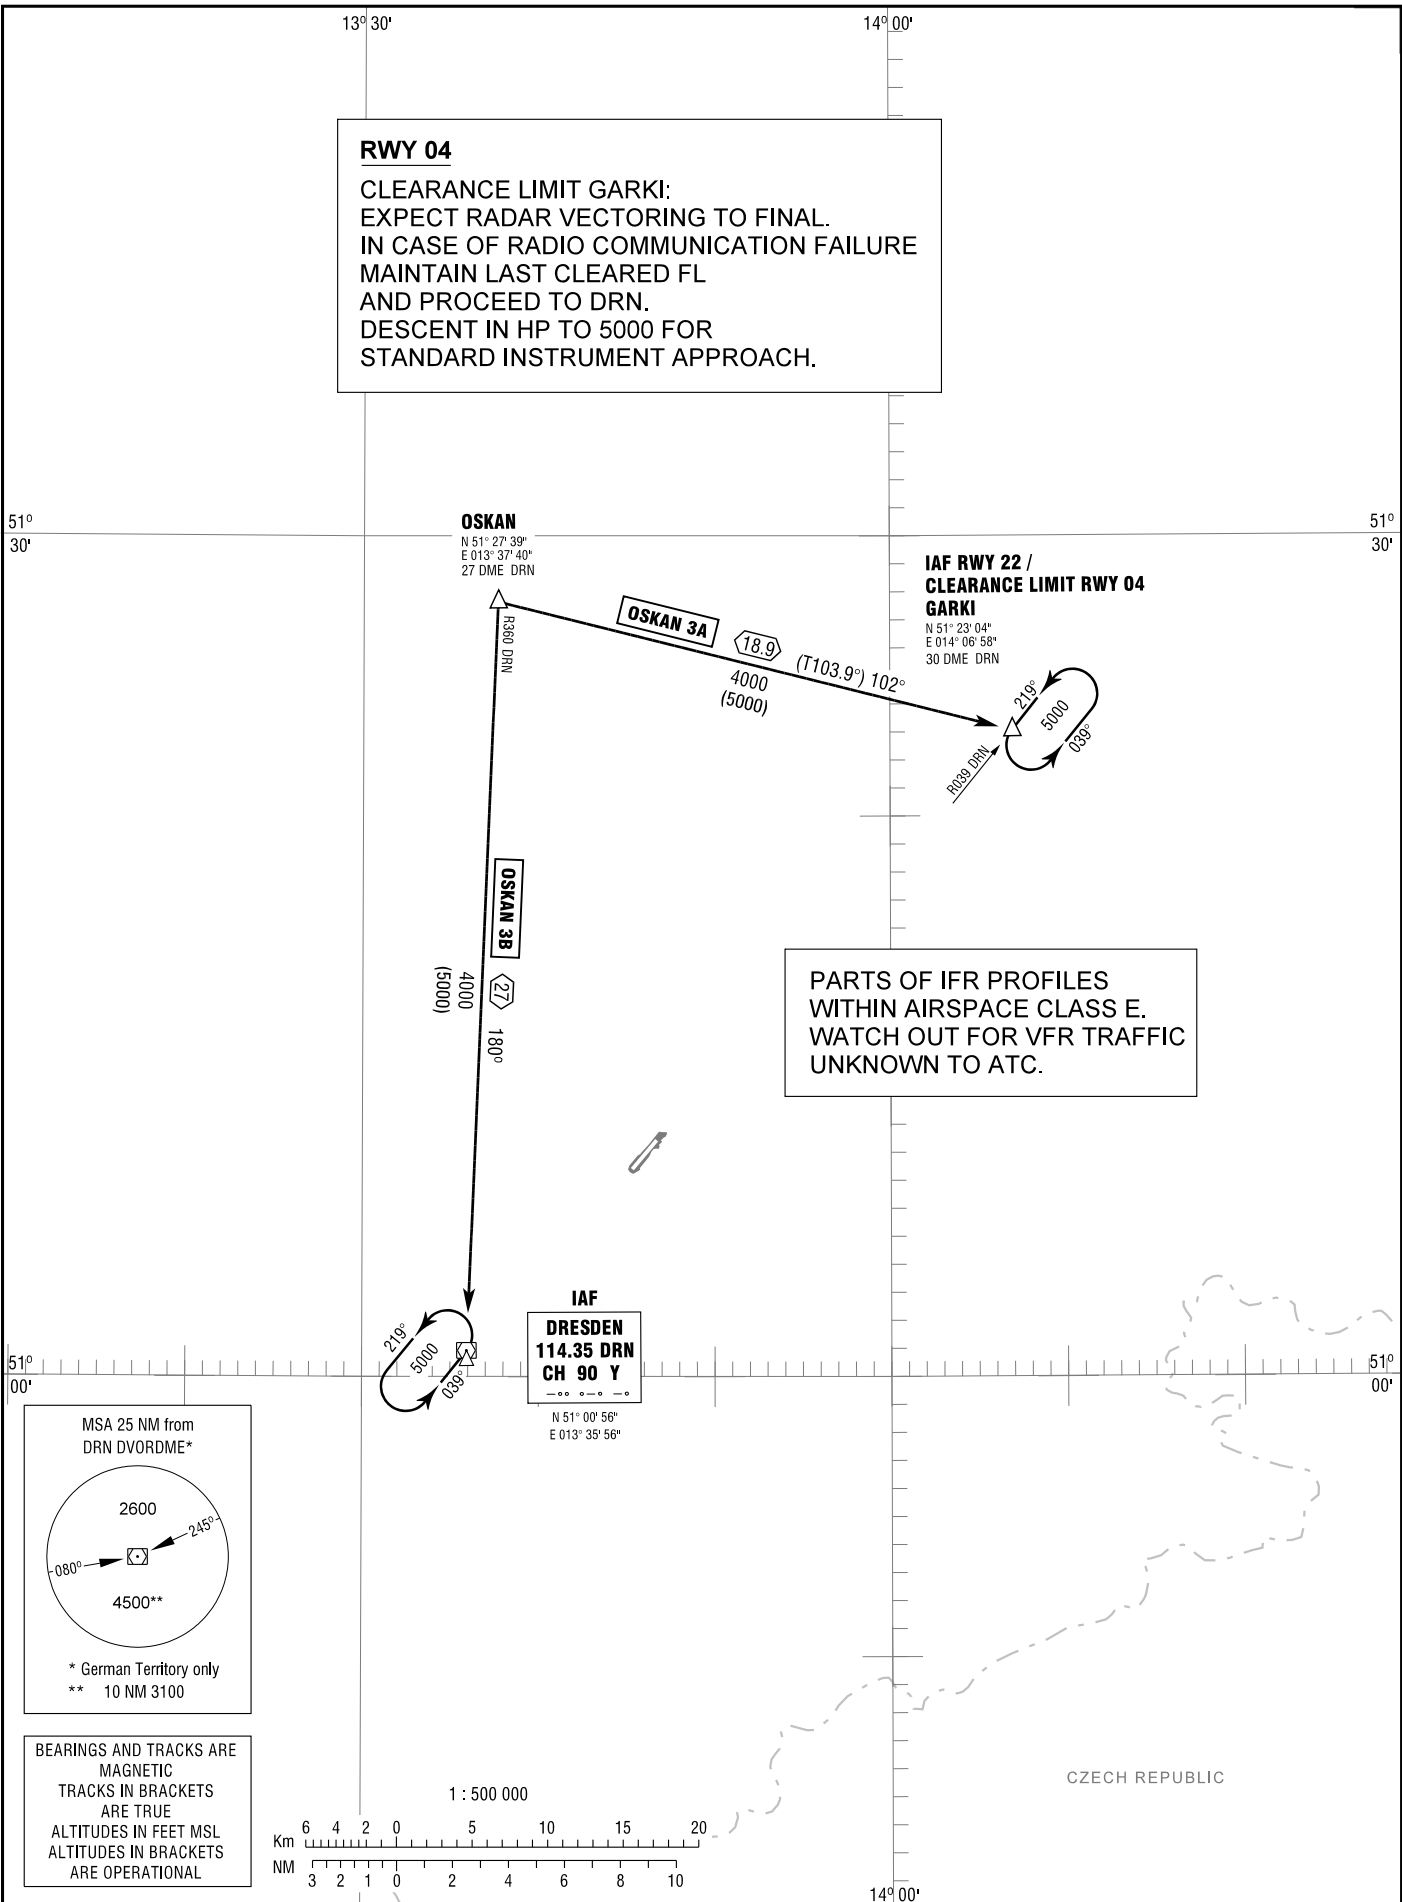 13° 30'
14° 00'
RWY 04
CLEARANCE LIMIT GARKI:
EXPECT RADAR VECTORING TO FINAL.
IN CASE OF RADIO COMMUNICATION FAILURE
MAINTAIN LAST CLEARED FL
AND PROCEED TO DRN.
DESCENT IN HP TO 5000 FOR
STANDARD INSTRUMENT APPROACH.
51°
30'
51°
30'
OSKAN
N 51° 27' 39"
E 013° 37' 40"
27 DME DRN
R360 DRN
OSKAN 3A
18.9
(T103.9°) 102°
4000
(5000)
IAF RWY 22 /
CLEARANCE LIMIT RWY 04
GARKI
N 51° 23' 04"
E 014° 06' 58"
30 DME DRN
219°
5000
039°
R039 DRN
OSKAN 3B
27
180°
4000
(5000)
PARTS OF IFR PROFILES
WITHIN AIRSPACE CLASS E.
WATCH OUT FOR VFR TRAFFIC
UNKNOWN TO ATC.
219°
5000
039°
IAF
DRESDEN
114.35 DRN
CH 90 Y
N 51° 00' 56"
E 013° 35' 56"
51°
00'
51°
00'
MSA 25 NM from
DRN DVORDME*
2600
245°
080°
4500**
* German Territory only
** 10 NM 3100
BEARINGS AND TRACKS ARE
MAGNETIC
TRACKS IN BRACKETS
ARE TRUE
ALTITUDES IN FEET MSL
ALTITUDES IN BRACKETS
ARE OPERATIONAL
1 : 500 000
Km 6 4 2 0 5 10 15 20
NM 3 2 1 0 2 4 6 8 10
CZECH REPUBLIC
14° 00'